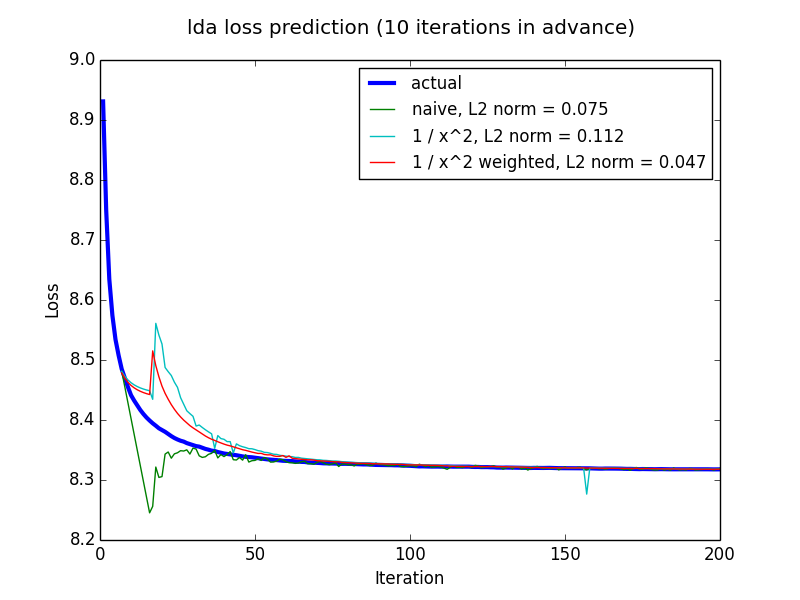 lda loss prediction (10 iterations in advance)
9.0
8.9
8.8
8.7
8.6
8.5
8.4
8.3
8.2
Loss
actual
naive, L2 norm = 0.075
1 / x^2, L2 norm = 0.112
1 / x^2 weighted, L2 norm = 0.047
0 50 100 150 200
Iteration